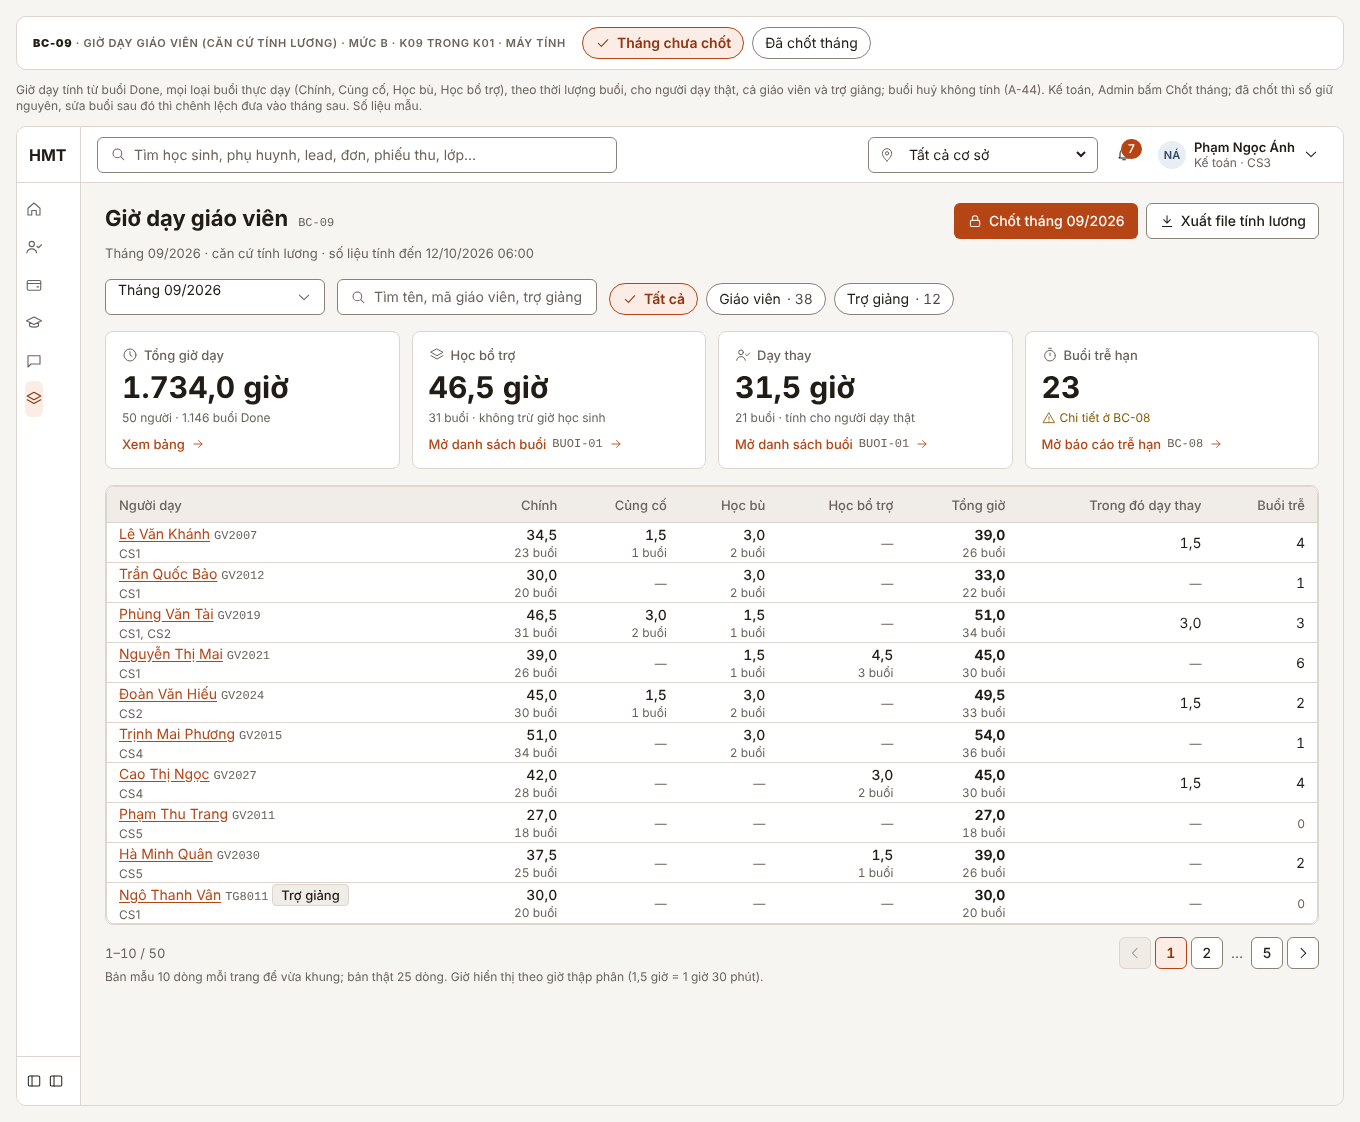 BC-09 · GIỜ DẠY GIÁO VIÊN (CĂN CỨ TÍNH LƯƠNG) · MỨC B · K09 TRONG K01 · MÁY TÍNH
Tháng chưa chốt
Đã chốt tháng
Giờ dạy tính từ buổi Done, mọi loại buổi thực dạy (Chính, Củng cố, Học bù, Học bổ trợ), theo thời lượng buổi, cho người dạy thật, cả giáo viên và trợ giảng; buổi huỷ không tính (A-44). Kế toán, Admin bấm Chốt tháng; đã chốt thì số giữ
nguyên, sửa buổi sau đó thì chênh lệch đưa vào tháng sau. Số liệu mẫu.
HMT
Tìm học sinh, phụ huynh, lead, đơn, phiếu thu, lớp...
Tất cả cơ sở
7
NÁ
Phạm Ngọc Ánh
Kế toán · CS3
Giờ dạy giáo viên BC-09
Chốt tháng 09/2026
Xuất file tính lương
Tháng 09/2026 · căn cứ tính lương · số liệu tính đến 12/10/2026 06:00
Tháng 09/2026
Tìm tên, mã giáo viên, trợ giảng
Tất cả
Giáo viên · 38
Trợ giảng · 12
Tổng giờ dạy
1.734,0 giờ
50 người · 1.146 buổi Done
Xem bảng
Học bổ trợ
46,5 giờ
31 buổi · không trừ giờ học sinh
Mở danh sách buổi BUOI-01
Dạy thay
31,5 giờ
21 buổi · tính cho người dạy thật
Mở danh sách buổi BUOI-01
Buổi trễ hạn
23
Chi tiết ở BC-08
Mở báo cáo trễ hạn BC-08
Người dạy Chính Củng cố Học bù Học bổ trợ Tổng giờ Trong đó dạy thay Buổi trễ
Lê Văn Khánh GV2007 34,5 1,5 3,0 — 39,0 1,5 4
CS1 23 buổi 1 buổi 2 buổi 26 buổi
Trần Quốc Bảo GV2012 30,0 — 3,0 — 33,0 — 1
CS1 20 buổi 2 buổi 22 buổi
Phùng Văn Tài GV2019 46,5 3,0 1,5 — 51,0 3,0 3
CS1, CS2 31 buổi 2 buổi 1 buổi 34 buổi
Nguyễn Thị Mai GV2021 39,0 — 1,5 4,5 45,0 — 6
CS1 26 buổi 1 buổi 3 buổi 30 buổi
Đoàn Văn Hiếu GV2024 45,0 1,5 3,0 — 49,5 1,5 2
CS2 30 buổi 1 buổi 2 buổi 33 buổi
Trịnh Mai Phương GV2015 51,0 — 3,0 — 54,0 — 1
CS4 34 buổi 2 buổi 36 buổi
Cao Thị Ngọc GV2027 42,0 — — 3,0 45,0 1,5 4
CS4 28 buổi 2 buổi 30 buổi
Phạm Thu Trang GV2011 27,0 — — — 27,0 — 0
CS5 18 buổi 18 buổi
Hà Minh Quân GV2030 37,5 — — 1,5 39,0 — 2
CS5 25 buổi 1 buổi 26 buổi
Ngô Thanh Vân TG8011 Trợ giảng 30,0 — — — 30,0 — 0
CS1 20 buổi 20 buổi
1–10 / 50
1 2 ... 5
Bản mẫu 10 dòng mỗi trang để vừa khung; bản thật 25 dòng. Giờ hiển thị theo giờ thập phân (1,5 giờ = 1 giờ 30 phút).